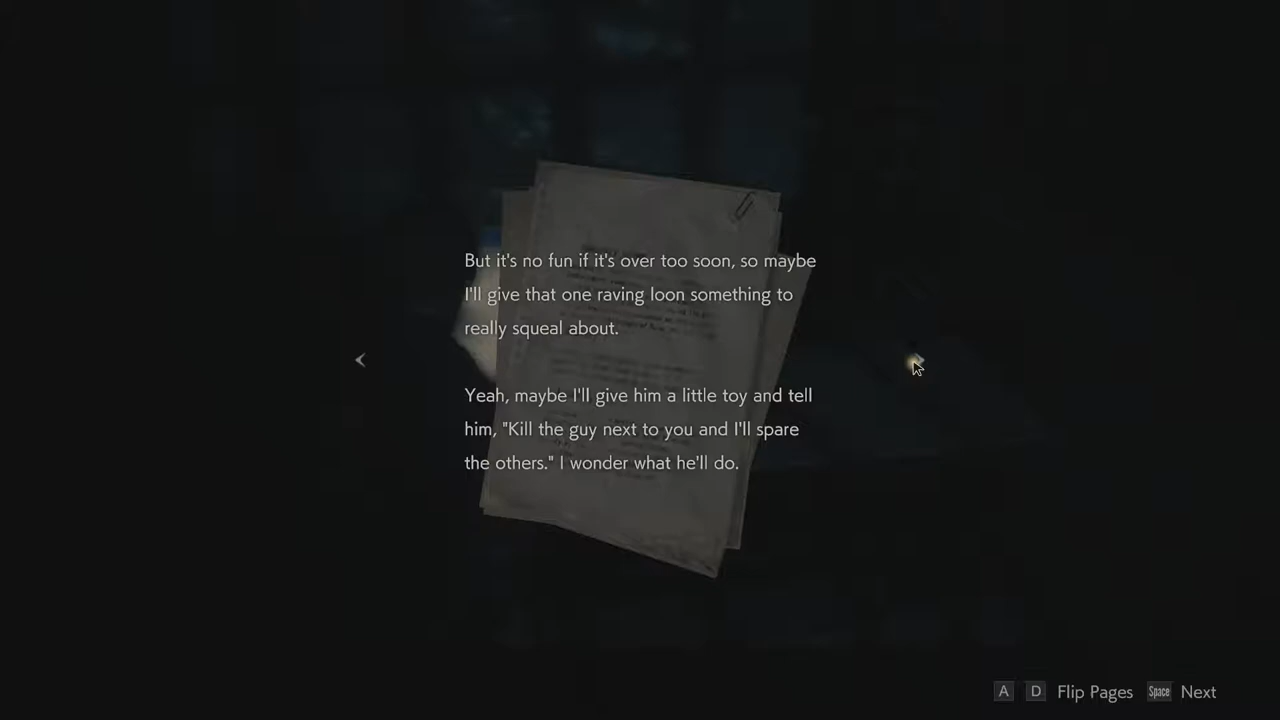 But it's no fun if it's over too soon, so maybe
I'll give that one raving loon something to
really squeal about.
Yeah, maybe I'll give him a little toy and tell
him, "Kill the guy next to you and I'll spare
the others." I wonder what he'll do.
A D Flip Pages Space Next